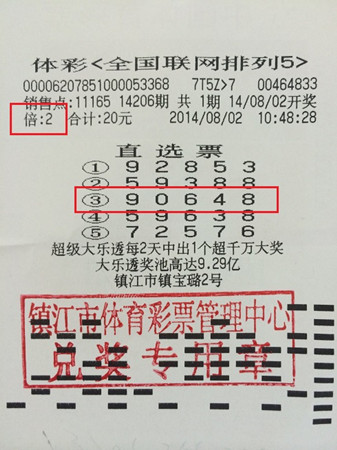 体彩<全国联网排列5>
00006207851000053368 7T5Z>7 00464833
销售点:11165 14206期 共1期 14/08/02开奖
倍:2 合计:20元 2014/08/02 10:48:28
直选票
① 9 2 8 5 3
② 5 9 3 8 8
③ 9 0 6 4 8
④ 5 9 6 3 8
⑤ 7 2 5 7 6
超级大乐透每2天中出1个超千万大奖
大乐透奖池高达9.29亿
镇江市镇宝璐2号
镇江市体育彩票管理中心
兑奖专用章